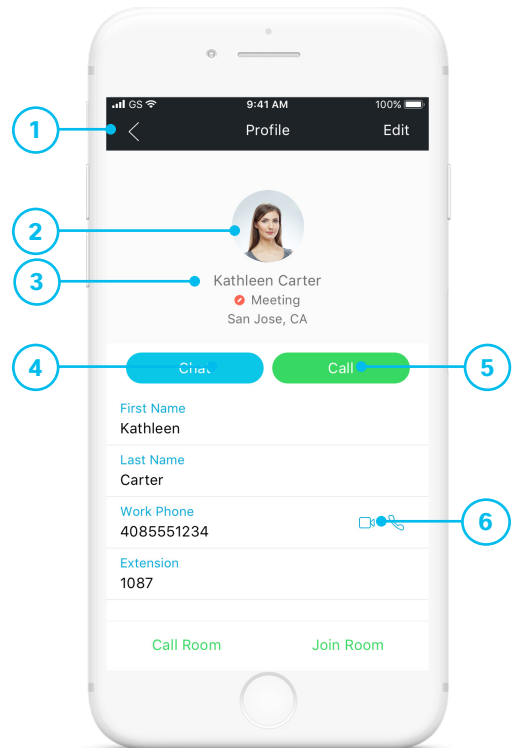 GS 9:41 AM 100%
1
Profile Edit
2
3
Kathleen Carter
Meeting
San Jose, CA
4
Chat Call
5
First Name
Kathleen
Last Name
Carter
Work Phone
4085551234
6
Extension
1087
Call Room Join Room